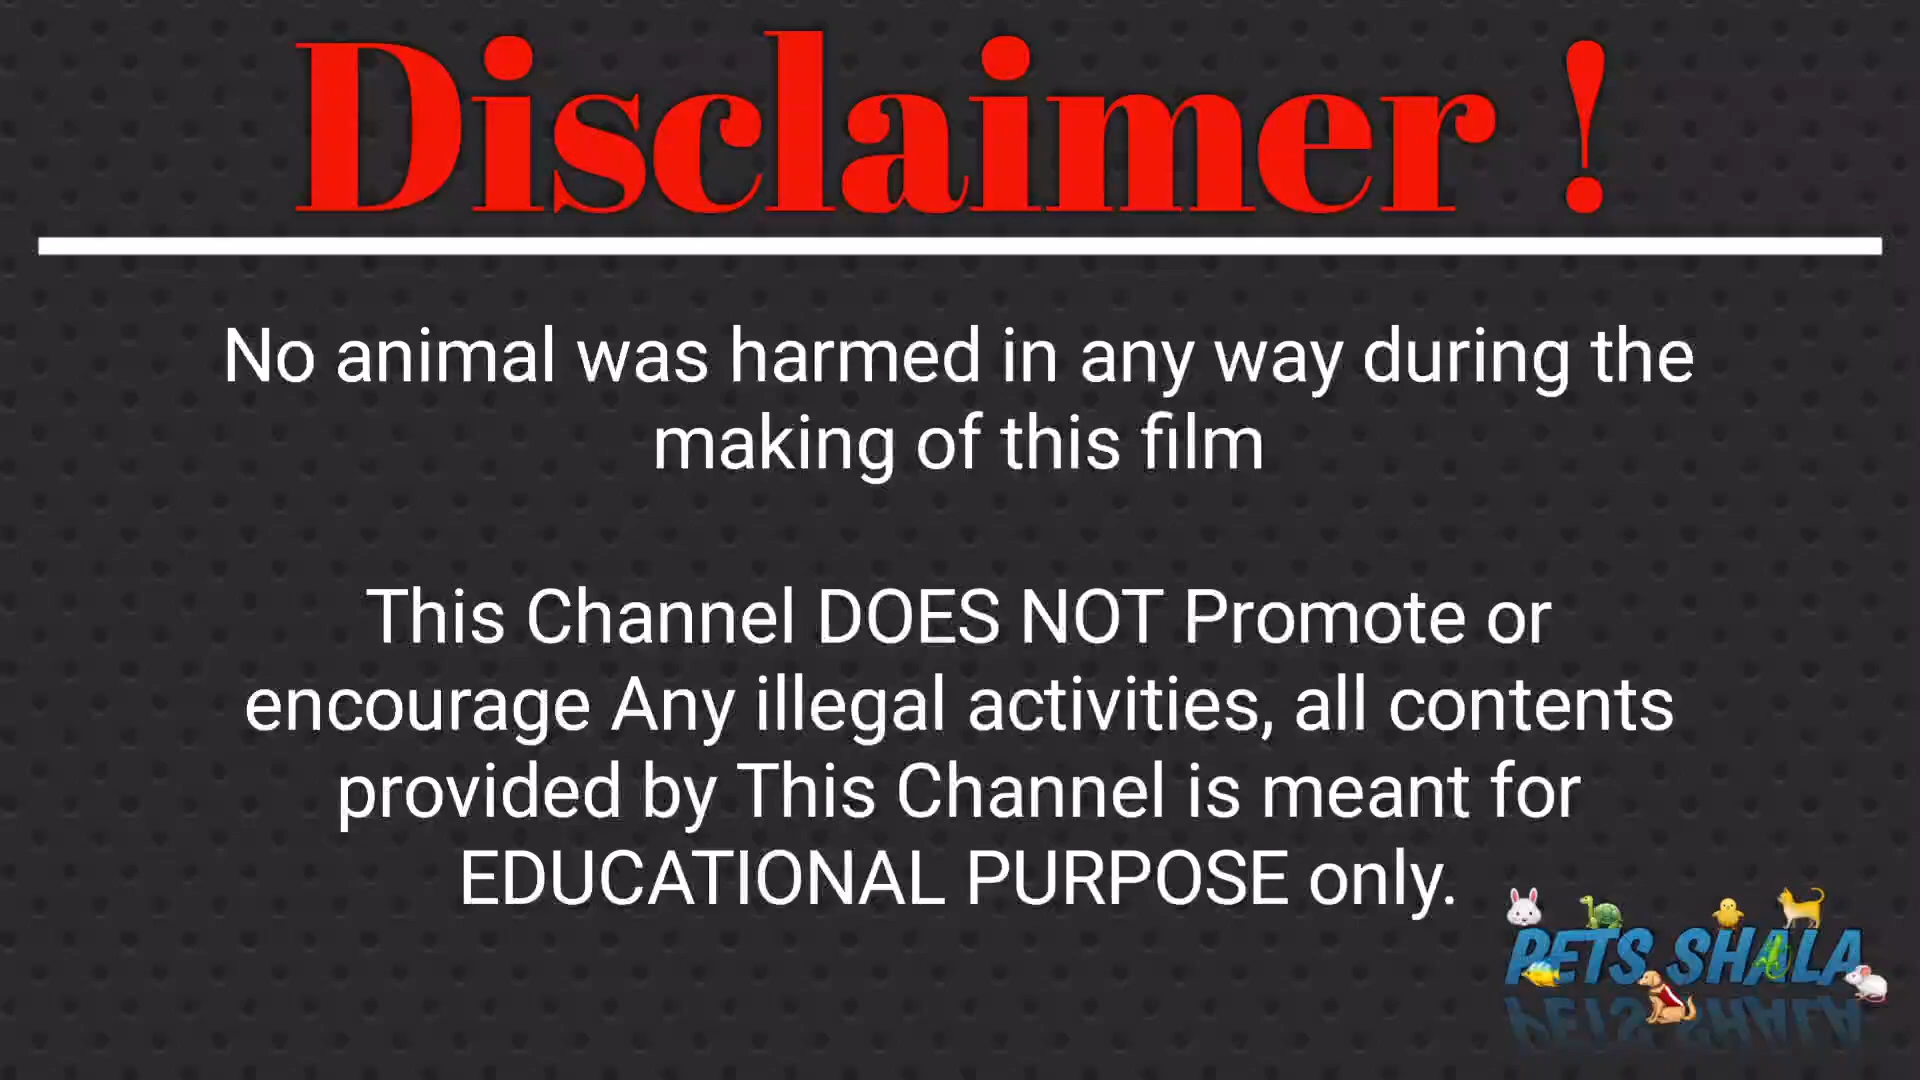 Disclaimer !
No animal was harmed in any way during the
making of this film
This Channel DOES NOT Promote or
encourage Any illegal activities, all contents
provided by This Channel is meant for
EDUCATIONAL PURPOSE only.
PETS SHALA